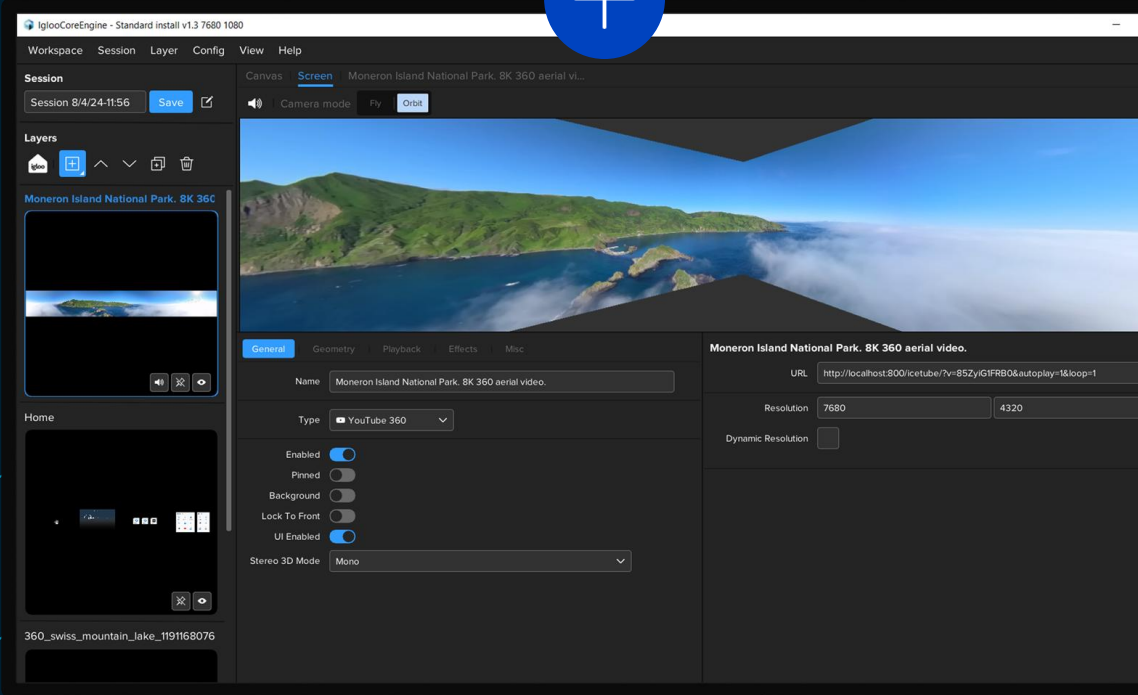 IglooCoreEngine - Standard install v1.3 7680 1080
Workspace Session Layer Config View Help
Session
Session 8/4/24-11:56 Save
Layers
igloo
Moneron Island National Park. 8K 360
Home
360_swiss_mountain_lake_1191168076
Canvas Screen Moneron Island National Park. 8K 360 aerial vi...
Camera mode Fly Orbit
General Geometry Playback Effects Misc
Name Moneron Island National Park. 8K 360 aerial video.
Type YouTube 360
Enabled
Pinned
Background
Lock To Front
UI Enabled
Stereo 3D Mode Mono
Moneron Island National Park. 8K 360 aerial video.
URL http://localhost:800/icetube/?v=85ZyiG1FRB0&autoplay=1&loop=1
Resolution 7680 4320
Dynamic Resolution